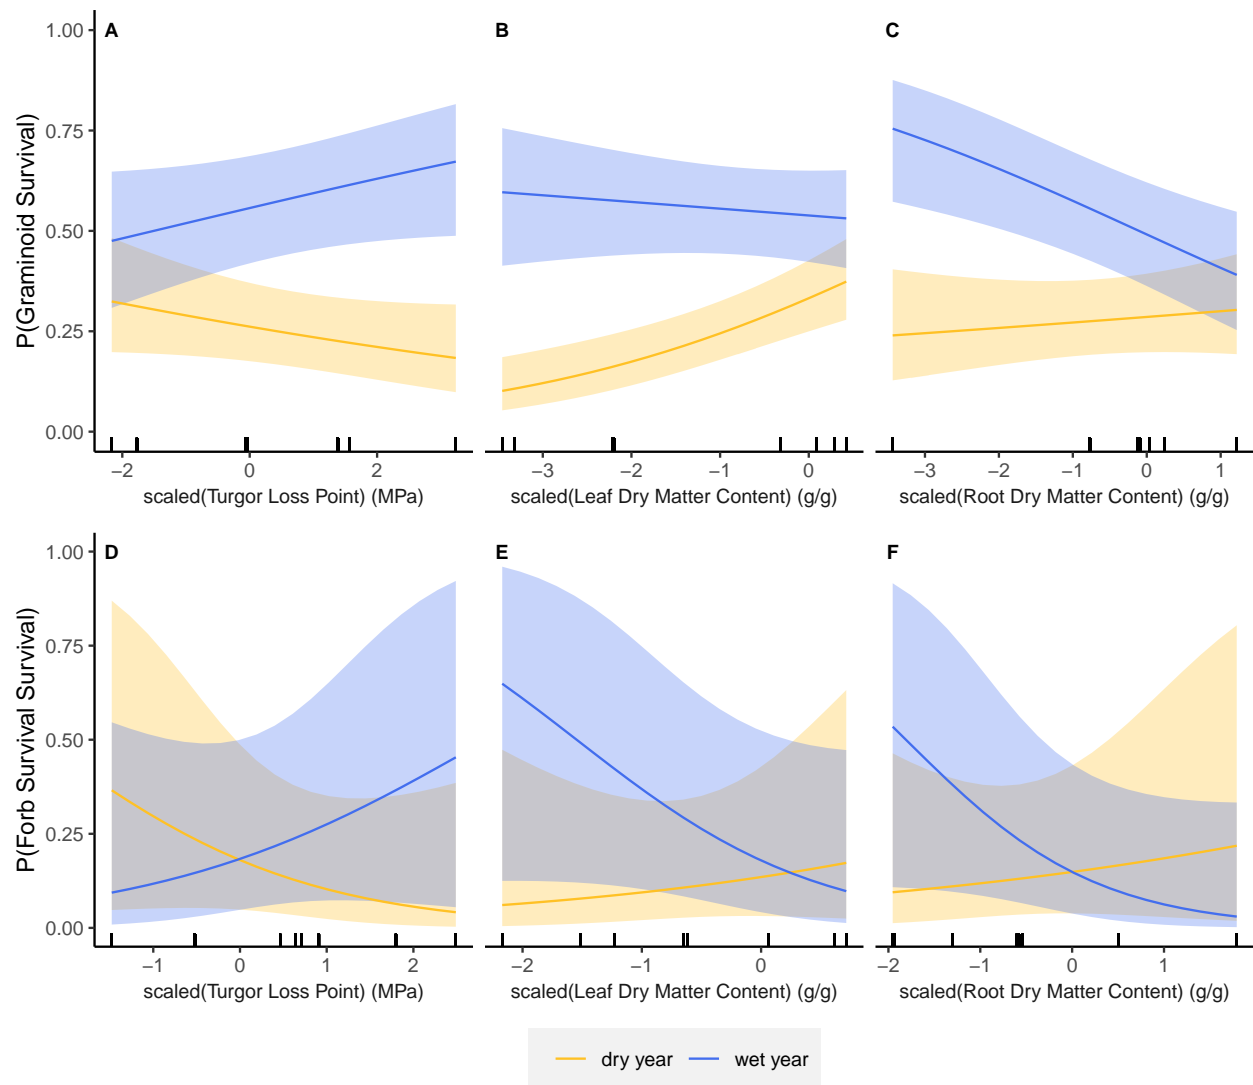 A B C
1.00
0.75
0.50
0.25
0.00
P(Graminoid Survival)
−2 0 2
−3 −2 −1 0
−3 −2 −1 0 1
scaled(Turgor Loss Point) (MPa)
scaled(Leaf Dry Matter Content) (g/g)
scaled(Root Dry Matter Content) (g/g)
D E F
1.00
0.75
0.50
0.25
0.00
P(Forb Survival Survival)
−1 0 1 2
−2 −1 0
−2 −1 0 1
scaled(Turgor Loss Point) (MPa)
scaled(Leaf Dry Matter Content) (g/g)
scaled(Root Dry Matter Content) (g/g)
dry year wet year